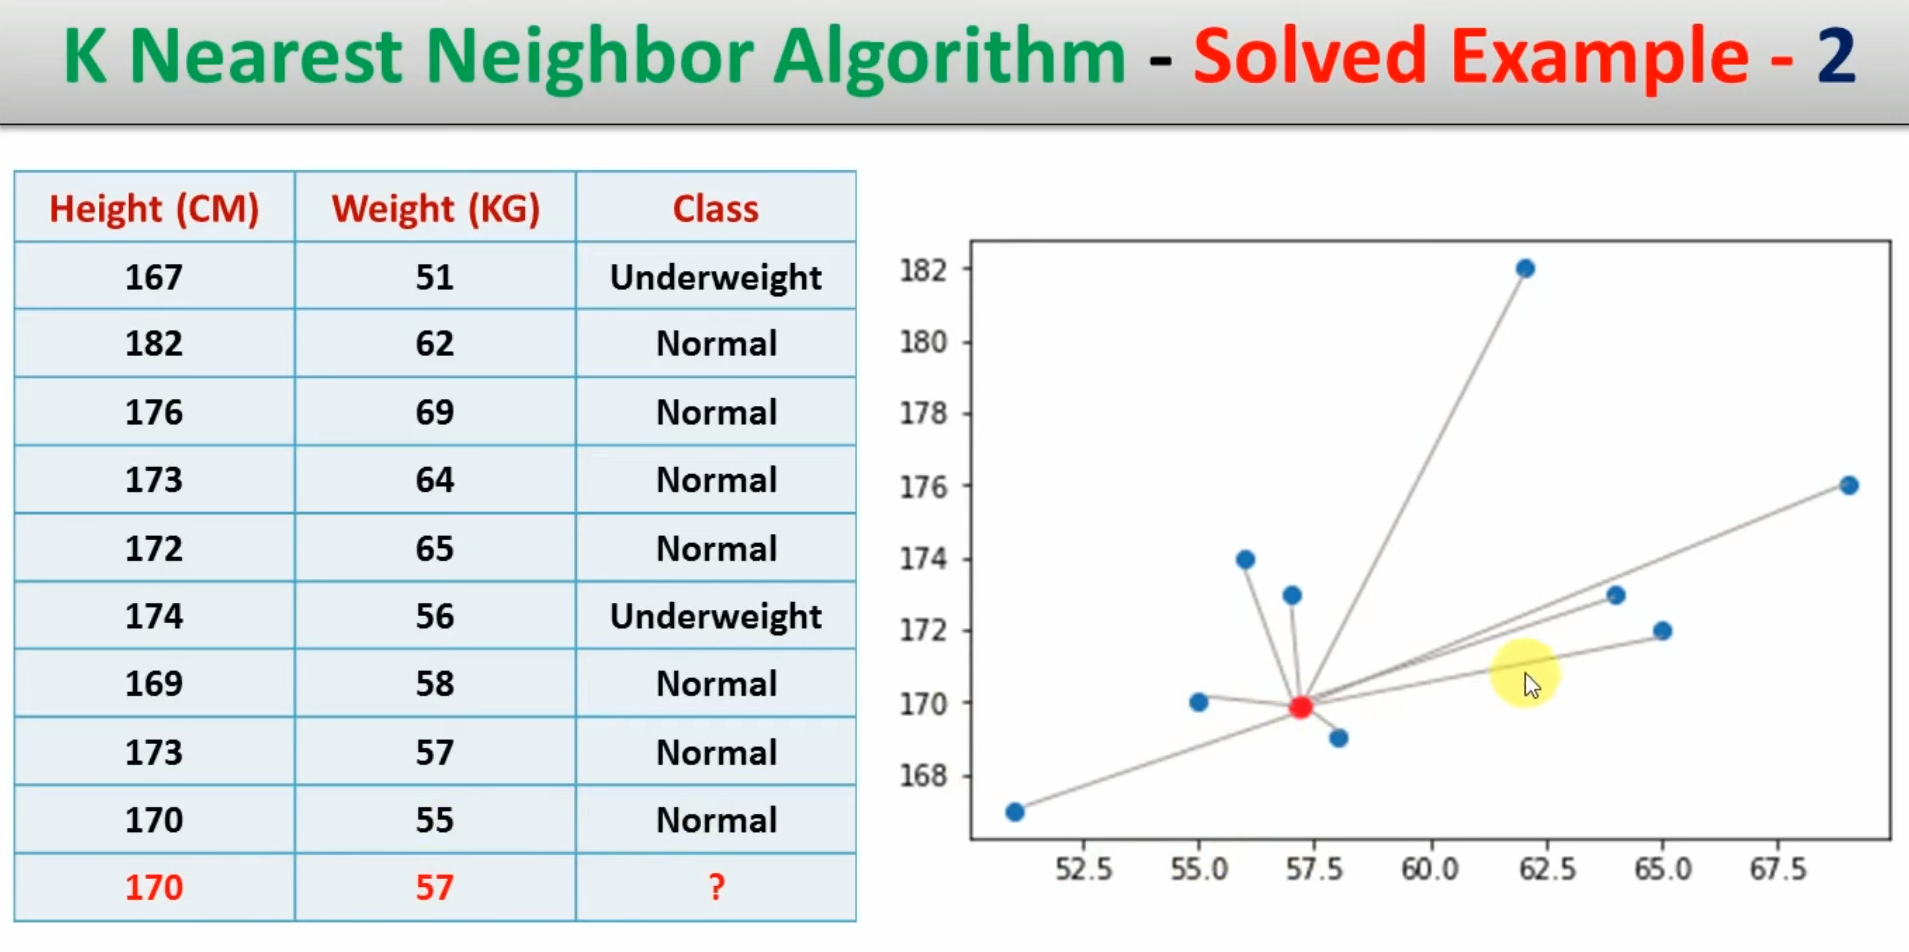 K Nearest Neighbor Algorithm - Solved Example - 2
Height (CM) Weight (KG) Class
167 51 Underweight
182 62 Normal
176 69 Normal
173 64 Normal
172 65 Normal
174 56 Underweight
169 58 Normal
173 57 Normal
170 55 Normal
170 57 ?
182
180
178
176
174
172
170
168
52.5 55.0 57.5 60.0 62.5 65.0 67.5